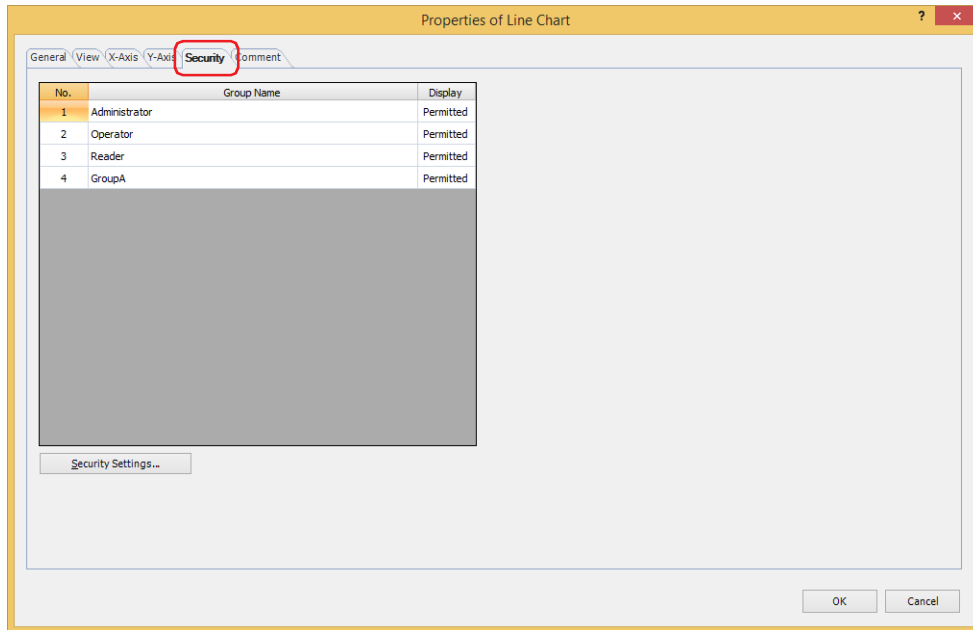 Properties of Line Chart
? ×
General View X-Axis Y-Axis Security Comment
No. Group Name Display
1 Administrator Permitted
2 Operator Permitted
3 Reader Permitted
4 GroupA Permitted
Security Settings...
OK Cancel